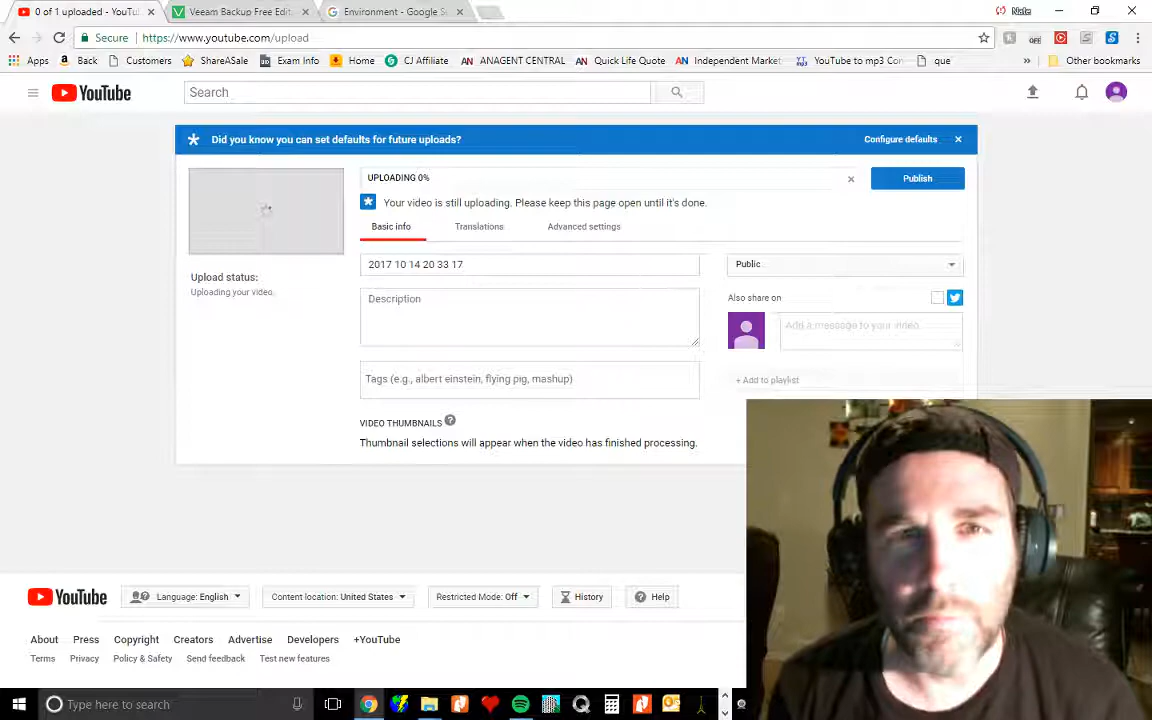 0 of 1 uploaded - YouTu
Veeam Backup Free Edit
Environment - Google S
Secure
https://www.youtube.com/upload
Apps
Back
Customers
ShareASale
Exam Info
Home
CJ Affiliate
ANAGENT CENTRAL
Quick Life Quote
Independent Market
YouTube to mp3 Con
que
Other bookmarks
YouTube
Search
Did you know you can set defaults for future uploads?
Configure defaults
UPLOADING 0%
Publish
Your video is still uploading. Please keep this page open until it's done.
Basic info
Translations
Advanced settings
Upload status:
Uploading your video.
2017 10 14 20 33 17
Public
Description
Also share on
Add a message to your video
+ Add to playlist
Tags (e.g., albert einstein, flying pig, mashup)
VIDEO THUMBNAILS
Thumbnail selections will appear when the video has finished processing.
YouTube
Language: English
Content location: United States
Restricted Mode: Off
History
Help
About
Press
Copyright
Creators
Advertise
Developers
+YouTube
Terms
Privacy
Policy & Safety
Send feedback
Test new features
Type here to search